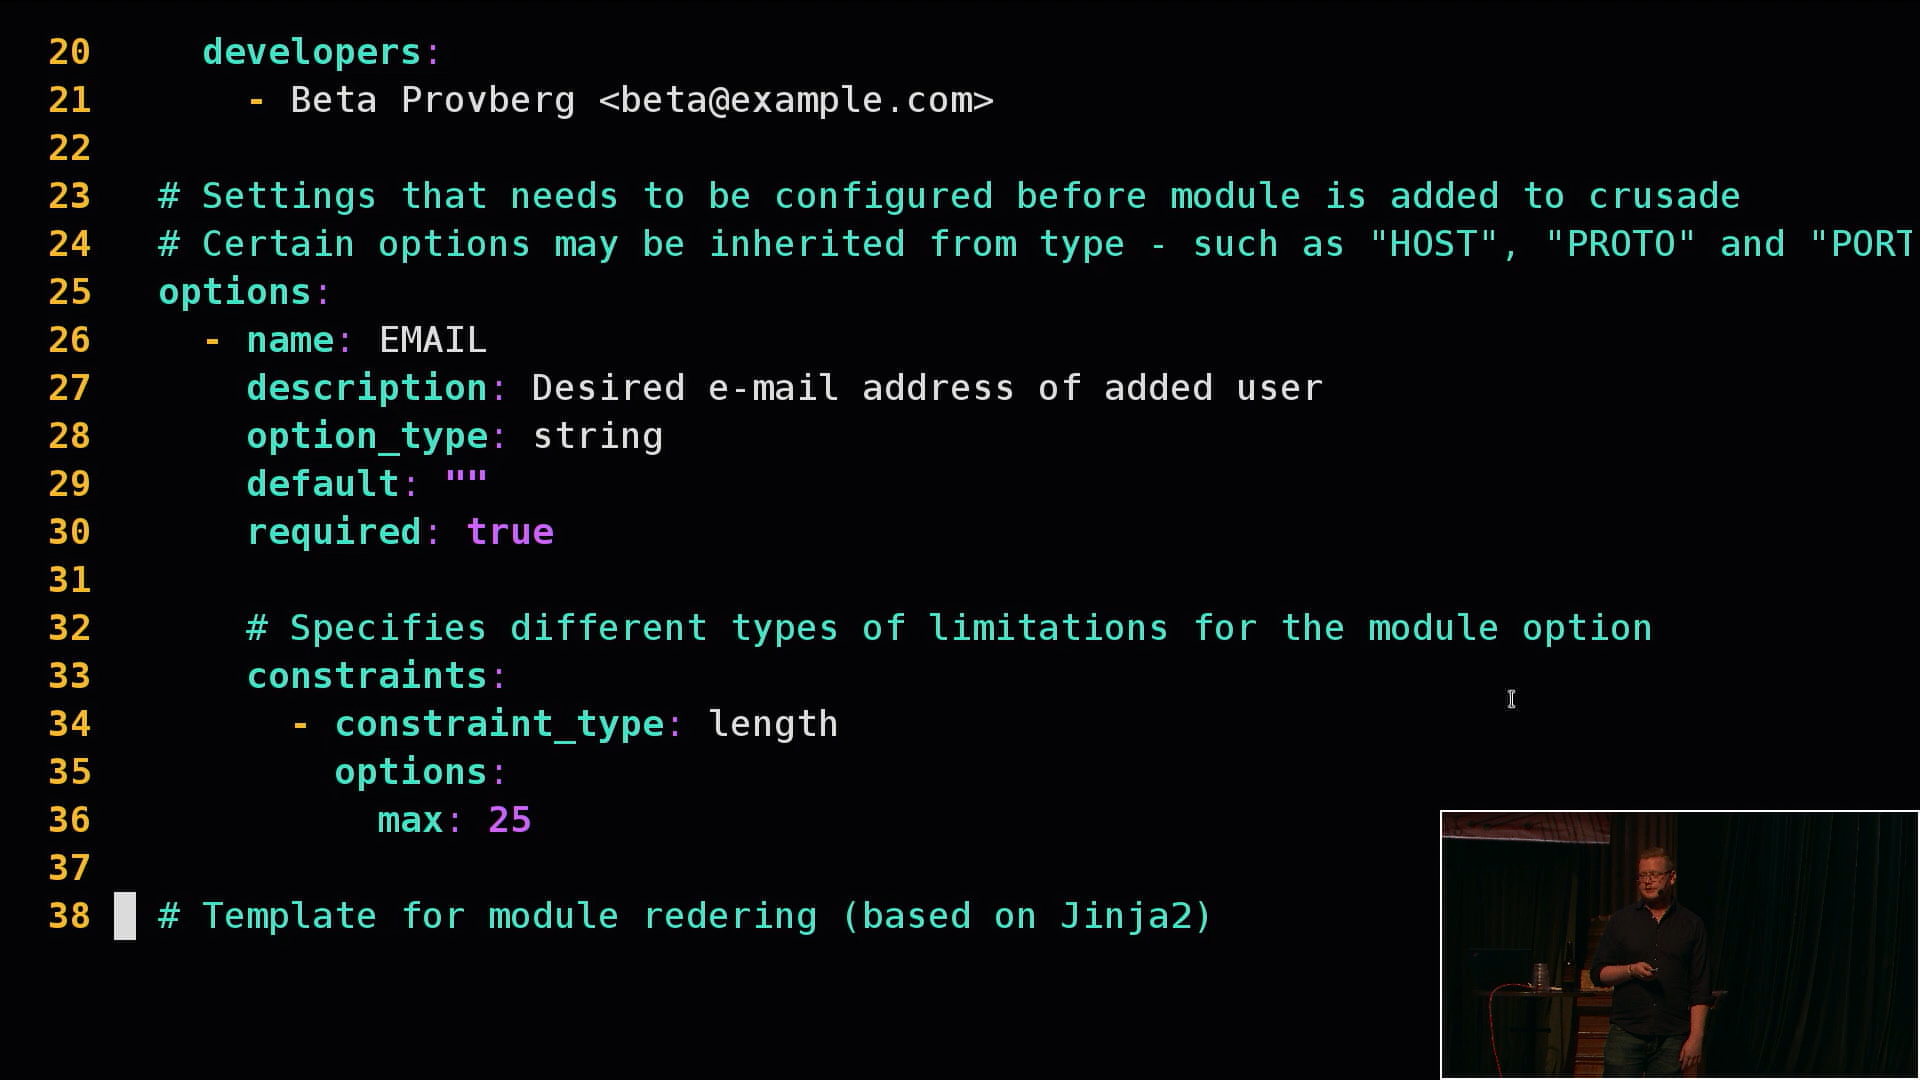 20 developers:
21 - Beta Provberg <beta@example.com>
22
23 # Settings that needs to be configured before module is added to crusade
24 # Certain options may be inherited from type - such as "HOST", "PROTO" and "PORT
25 options:
26 - name: EMAIL
27 description: Desired e-mail address of added user
28 option_type: string
29 default: ""
30 required: true
31
32 # Specifies different types of limitations for the module option
33 constraints:
34 - constraint_type: length
35 options:
36 max: 25
37
38 # Template for module redering (based on Jinja2)